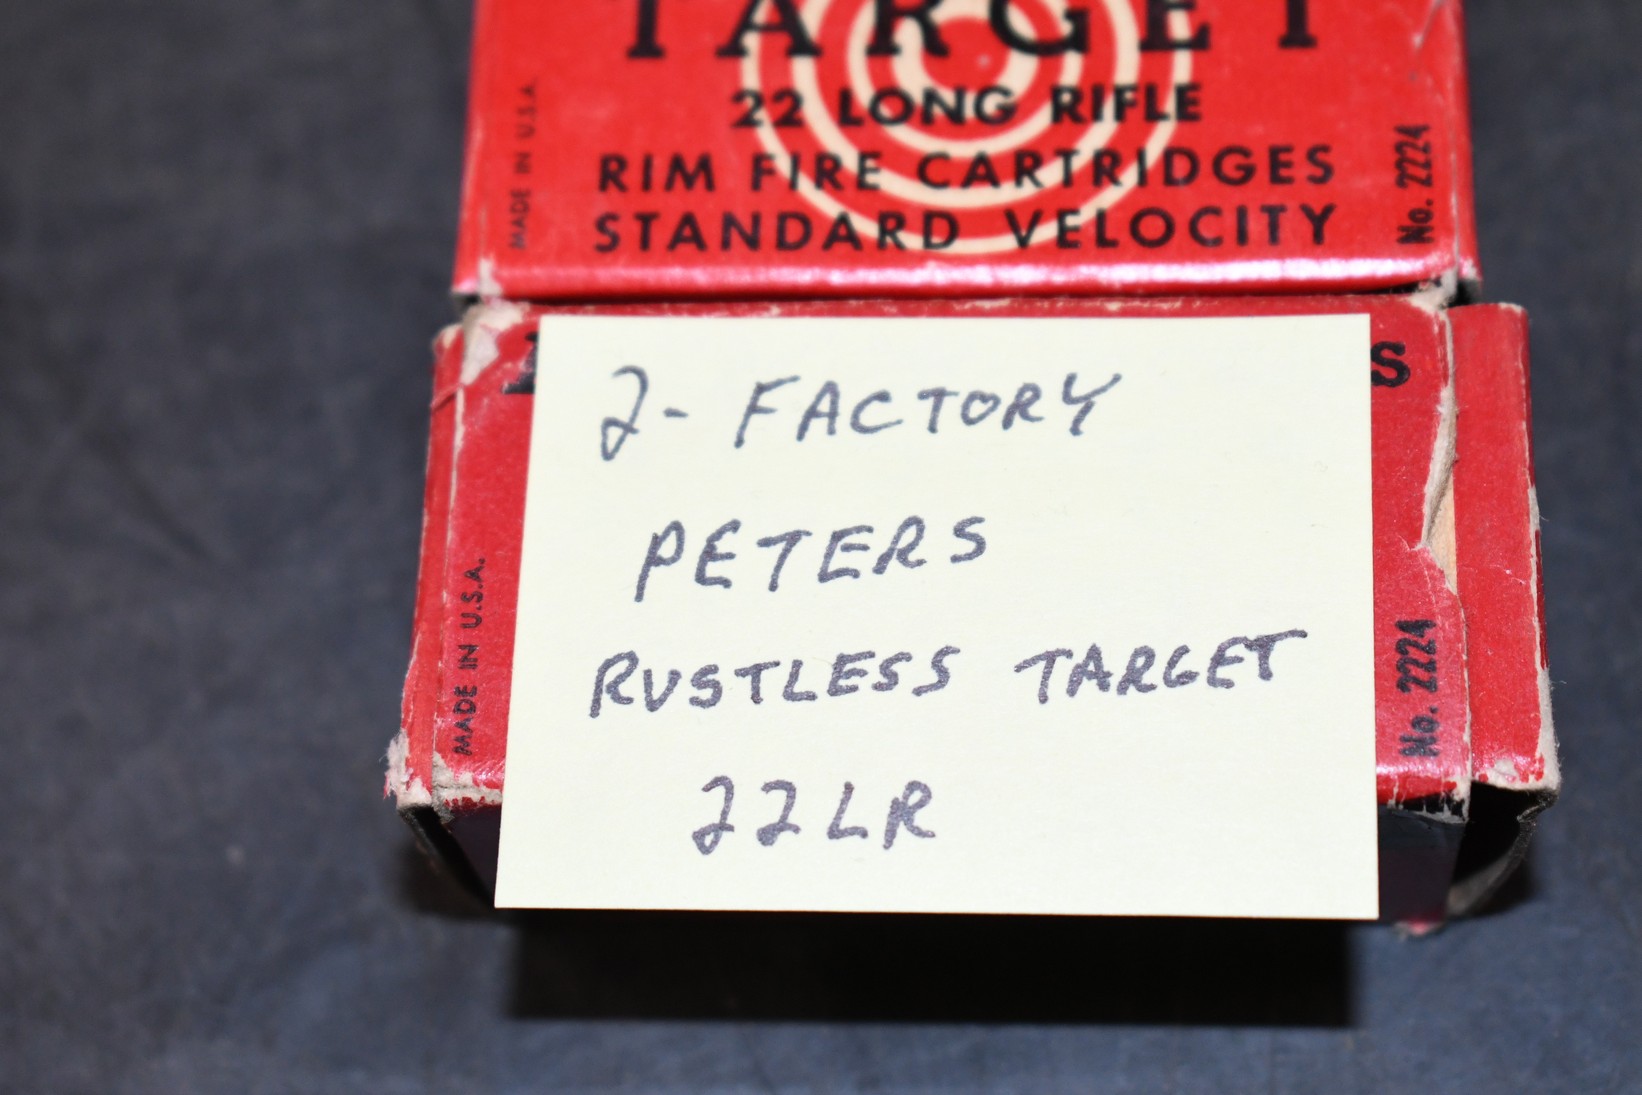 TARGET
22 LONG RIFLE
RIM FIRE CARTRIDGES
STANDARD VELOCITY
MADE IN U.S.A.
No. 2224
S
2- FACTORY
PETERS
RUSTLESS TARGET
22LR
MADE IN U.S.A.
No. 2224